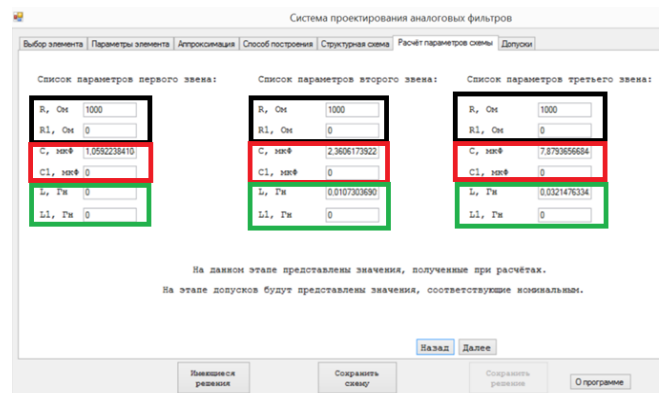 Система проектирования аналоговых фильтров
Выбор элемента Параметры элемента Аппроксимация Способ построения Структурная схема Расчёт параметров схемы Допуски
Список параметров первого звена: Список параметров второго звена: Список параметров третьего звена:
R, Ом 1000 R, Ом 1000 R, Ом 1000
R1, Ом 0 R1, Ом 0 R1, Ом 0
C, мкФ 1,0592238410 C, мкФ 2,3606173922 C, мкФ 7,8793656684
C1, мкФ 0 C1, мкФ 0 C1, мкФ 0
L, Гн 0 L, Гн 0,0107303690 L, Гн 0,0321476334
L1, Гн 0 L1, Гн 0 L1, Гн 0
На данном этапе представлены значения, полученные при расчётах.
На этапе допусков будут представлены значения, соответствующие номинальным.
Назад Далее
Имеющиеся решения Сохранить схему Сохранить решение О программе